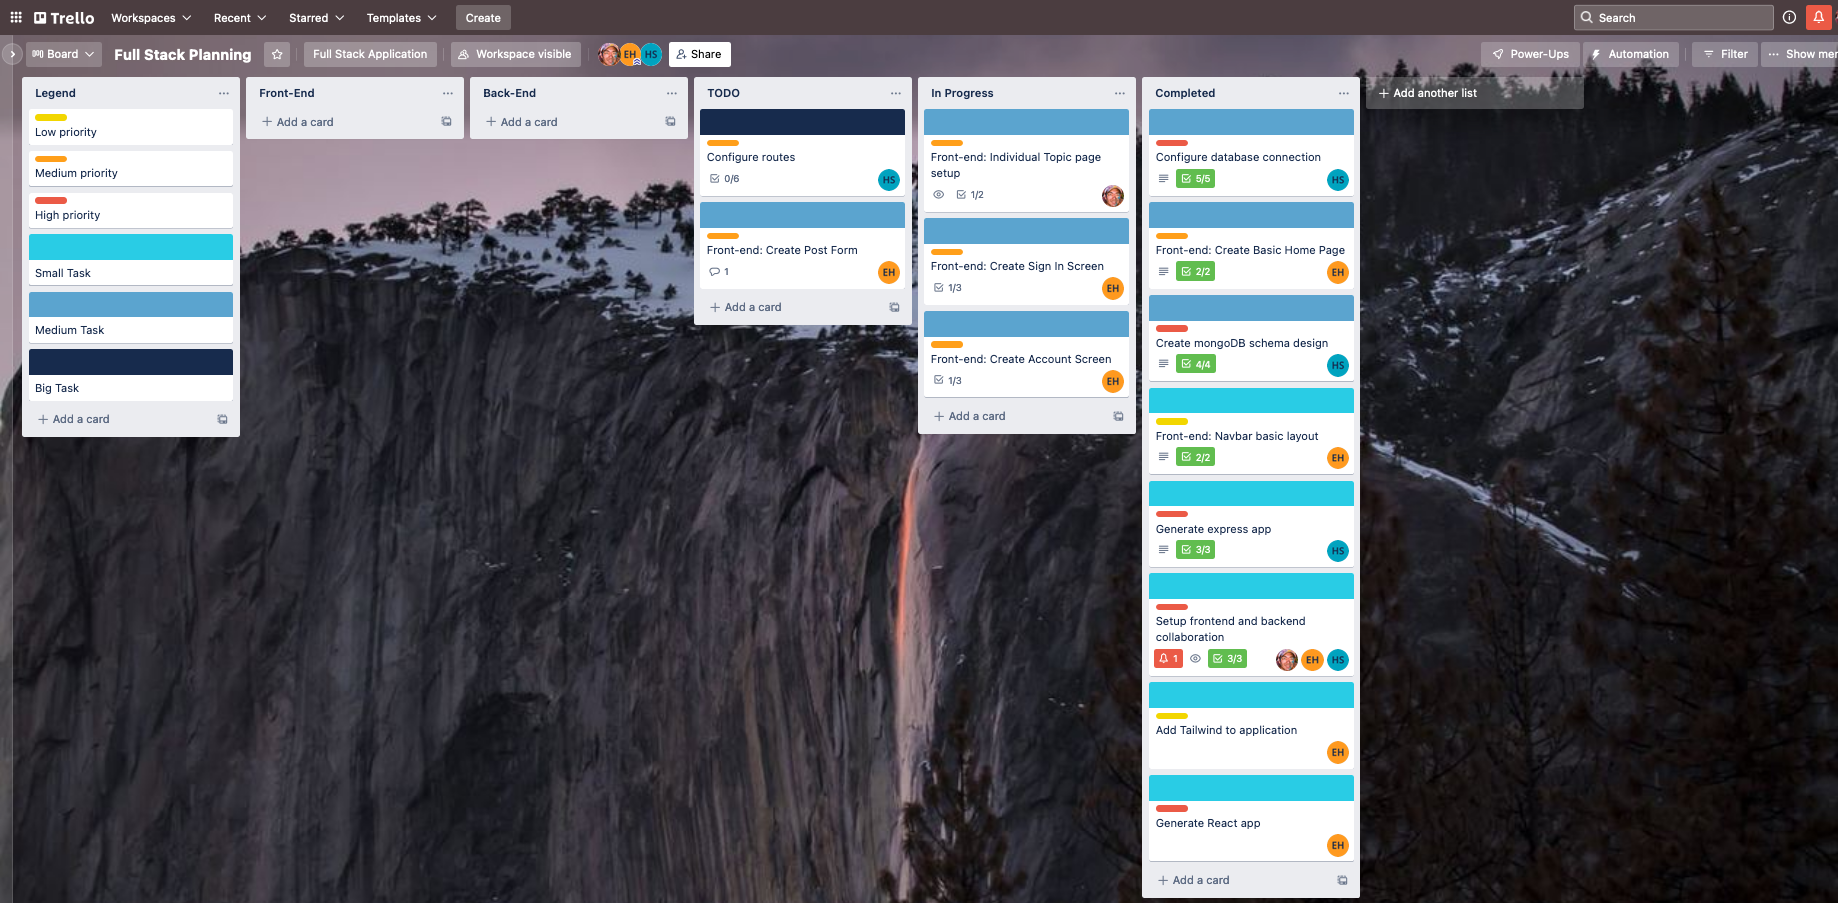 Trello
Workspaces
Recent
Starred
Templates
Create
Search
Board
Full Stack Planning
Full Stack Application
Workspace visible
EH
HS
Share
Power-Ups
Automation
Filter
Show mer
Legend
Low priority
Medium priority
High priority
Small Task
Medium Task
Big Task
+ Add a card
Front-End
+ Add a card
Back-End
+ Add a card
TODO
Configure routes
0/6
HS
Front-end: Create Post Form
1
EH
+ Add a card
In Progress
Front-end: Individual Topic page
setup
1/2
Front-end: Create Sign In Screen
1/3
EH
Front-end: Create Account Screen
1/3
EH
+ Add a card
Completed
Configure database connection
5/5
HS
Front-end: Create Basic Home Page
2/2
EH
Create mongoDB schema design
4/4
HS
Front-end: Navbar basic layout
2/2
EH
Generate express app
3/3
HS
Setup frontend and backend
collaboration
1
3/3
EH
HS
Add Tailwind to application
EH
Generate React app
EH
+ Add a card
+ Add another list